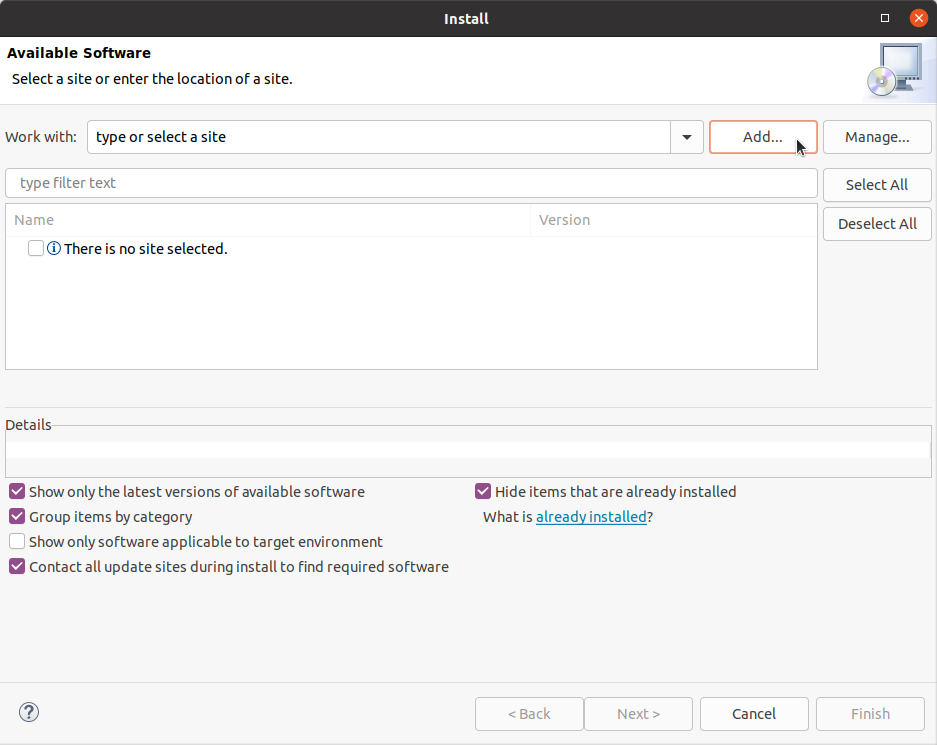 Install
Available Software
Select a site or enter the location of a site.
Work with: type or select a site Add... Manage...
type filter text Select All
Name Version Deselect All
There is no site selected.
Details
Show only the latest versions of available software Hide items that are already installed
Group items by category What is already installed?
Show only software applicable to target environment
Contact all update sites during install to find required software
? < Back Next > Cancel Finish